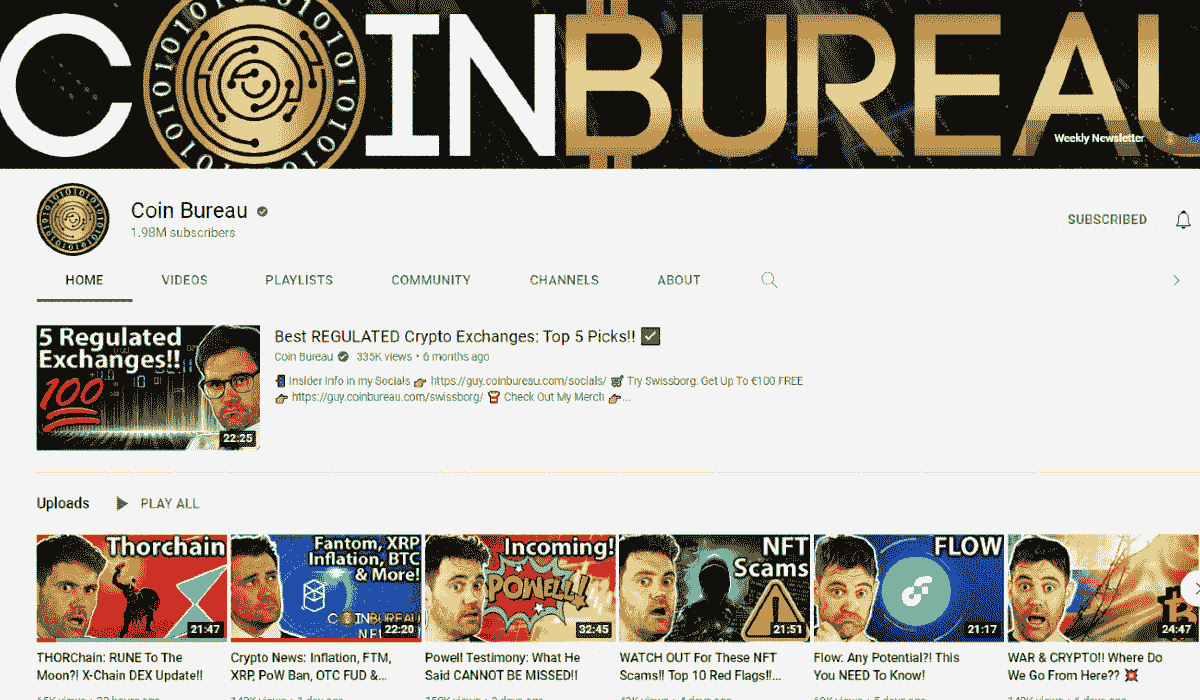 COINBUREAU
Weekly Newsletter
Coin Bureau
1.98M subscribers
SUBSCRIBED
HOME VIDEOS PLAYLISTS COMMUNITY CHANNELS ABOUT
5 Regulated
Exchanges!!
100
22:25
Best REGULATED Crypto Exchanges: Top 5 Picks!! ✅
Coin Bureau 335K views • 6 months ago
📱 Insider Info in my Socials 👉 https://guy.coinbureau.com/socials/ 🛒 Try Swissborg: Get Up To €100 FREE
👉 https://guy.coinbureau.com/swissborg/ 👕 Check Out My Merch 👉...
Uploads PLAY ALL
Thorchain
21:47
Fantom, XRP
Inflation, BTC
& More!
COINBUREAU
22:20
Incoming!
POWELL!
32:45
NFT
Scams!!
21:51
FLOW
21:17
24:47
THORChain: RUNE To The
Moon?! X-Chain DEX Update!!
Crypto News: Inflation, FTM,
XRP, PoW Ban, OTC FUD &...
Powell Testimony: What He
Said CANNOT BE MISSED!!
WATCH OUT For These NFT
Scams!! Top 10 Red Flags!!...
Flow: Any Potential?! This
You NEED To Know!
WAR & CRYPTO!! Where Do
We Go From Here?? 💥